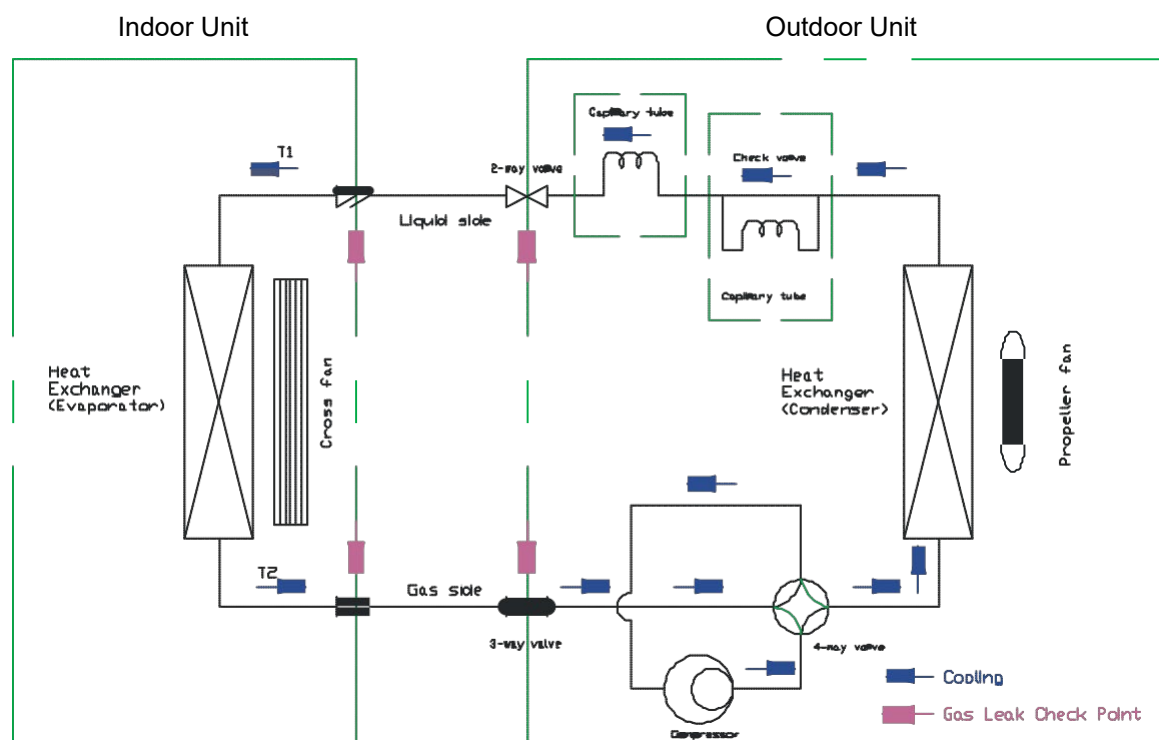 Indoor Unit
Outdoor Unit
Capillary tube
T1
Check valve
2-way valve
Liquid side
Capillary tube
Heat
Exchanger
(Evaporator)
Cross fan
Heat
Exchanger
(Condenser)
Propeller fan
T2
Gas side
3-way valve
4-way valve
Cooling
Gas Leak Check Point
Compressor